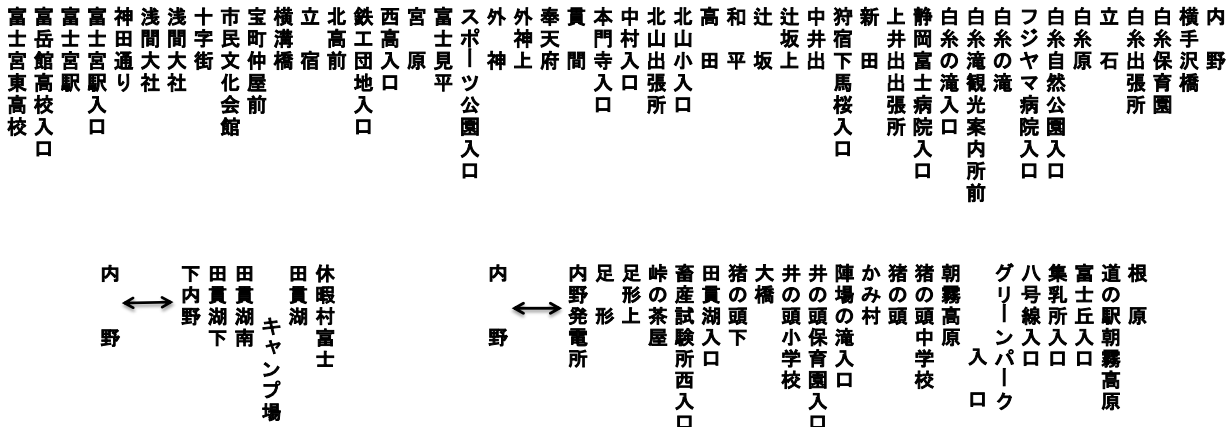 内野
横手沢橋
白糸保育園
白糸出張所
立石
白糸原
白糸自然公園入口
フジヤマ病院入口
白糸の滝
白糸滝観光案内所前
白糸の滝入口
静岡富士病院入口
上井出出張所
新田
狩宿下馬桜入口
中井出
辻坂上
辻坂
和平
高田
北山小入口
北山出張所
中村入口
本門寺入口
貫間
奉天府
外神上
外神
スポーツ公園入口
富士見平
宮原
西高入口
鉄工団地入口
北高前
立宿
横溝橋
宝町仲屋前
市民文化会館
十字街
浅間大社
浅間大社
神田通り
富士宮駅入口
富士宮駅
富岳館高校入口
富士宮東高校
根原
道の駅朝霧高原
富士丘入口
集乳所入口
八号線入口
グリーンパーク
入口
朝霧高原
猪の頭中学校
猪の頭
かみ村
陣場の滝入口
井の頭保育園入口
井の頭小学校
大橋
猪の頭下
田貫湖入口
畜産試験所西入口
峠の茶屋
足形上
足形
内野発電所
内野
休暇村富士
田貫湖
キャンプ場
田貫湖南
田貫湖下
下内野
内野